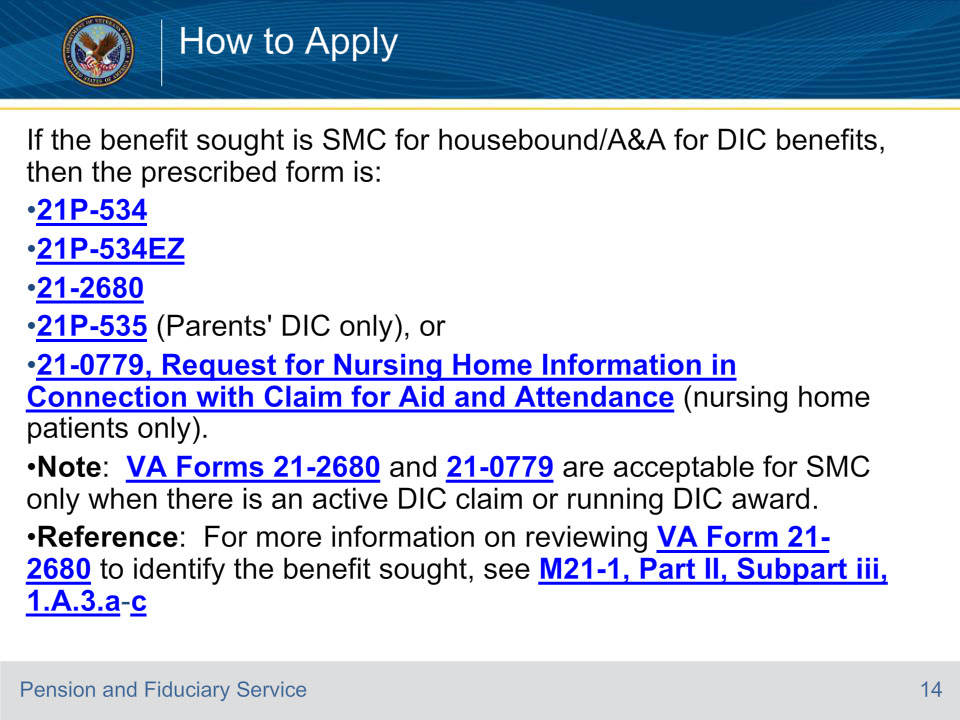 How to Apply
If the benefit sought is SMC for housebound/A&A for DIC benefits,
then the prescribed form is:
•21P-534
•21P-534EZ
•21-2680
•21P-535 (Parents' DIC only), or
•21-0779, Request for Nursing Home Information in
Connection with Claim for Aid and Attendance (nursing home
patients only).
•Note:  VA Forms 21-2680 and 21-0779 are acceptable for SMC
only when there is an active DIC claim or running DIC award.
•Reference:  For more information on reviewing VA Form 21-
2680 to identify the benefit sought, see M21-1, Part II, Subpart iii,
1.A.3.a-c
Pension and Fiduciary Service 14